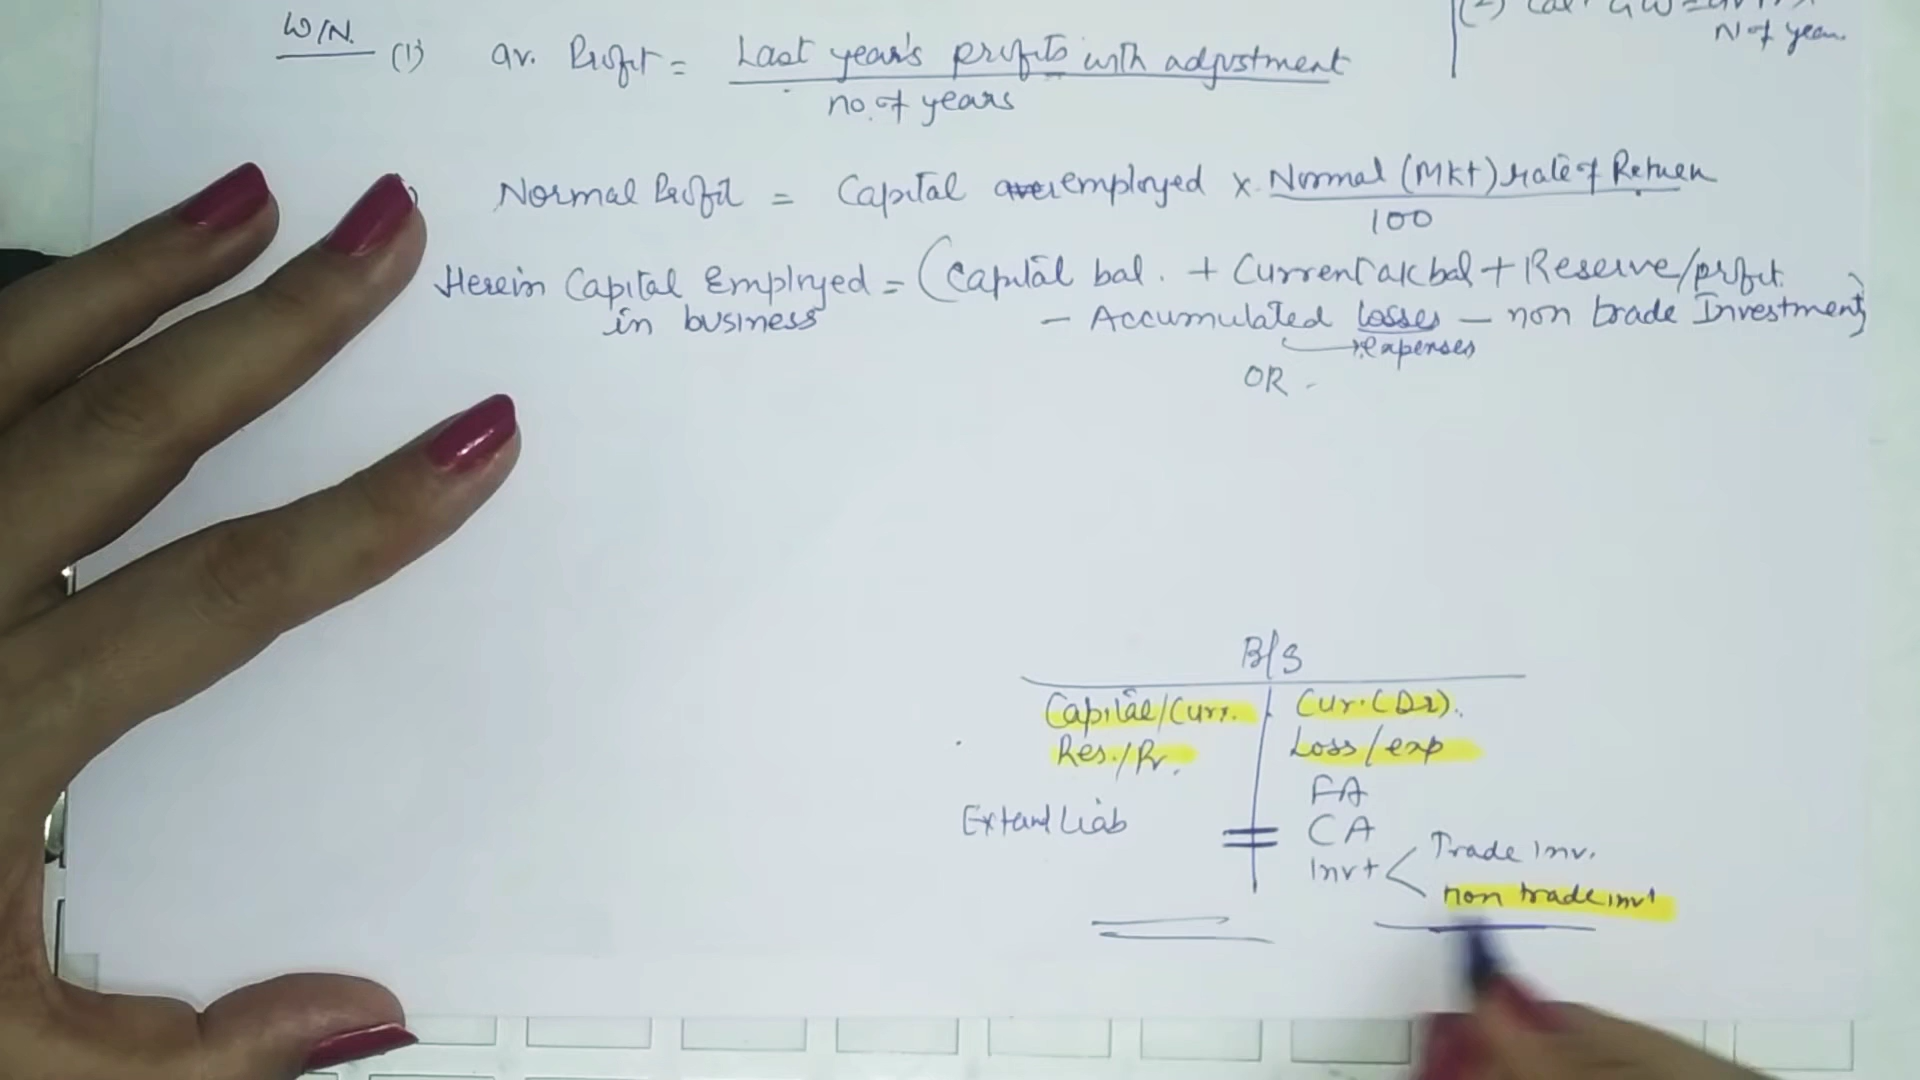 W/N. (1) av. Profit = Last year's profits with adjustment
no. of years
N of year.
Normal Profit = Capital employed × Normal (Mkt) rate of Return
100
Herein Capital Employed in business = (Capital bal. + Current a/c bal + Reserve/profit.
- Accumulated losses - non trade Investment)
expenses
OR -
B/S
Capital/Curr. Cur. (Dr).
Res./Pr. Loss/exp
FA
Liab CA
Invt Trade Inv.
non trade invt